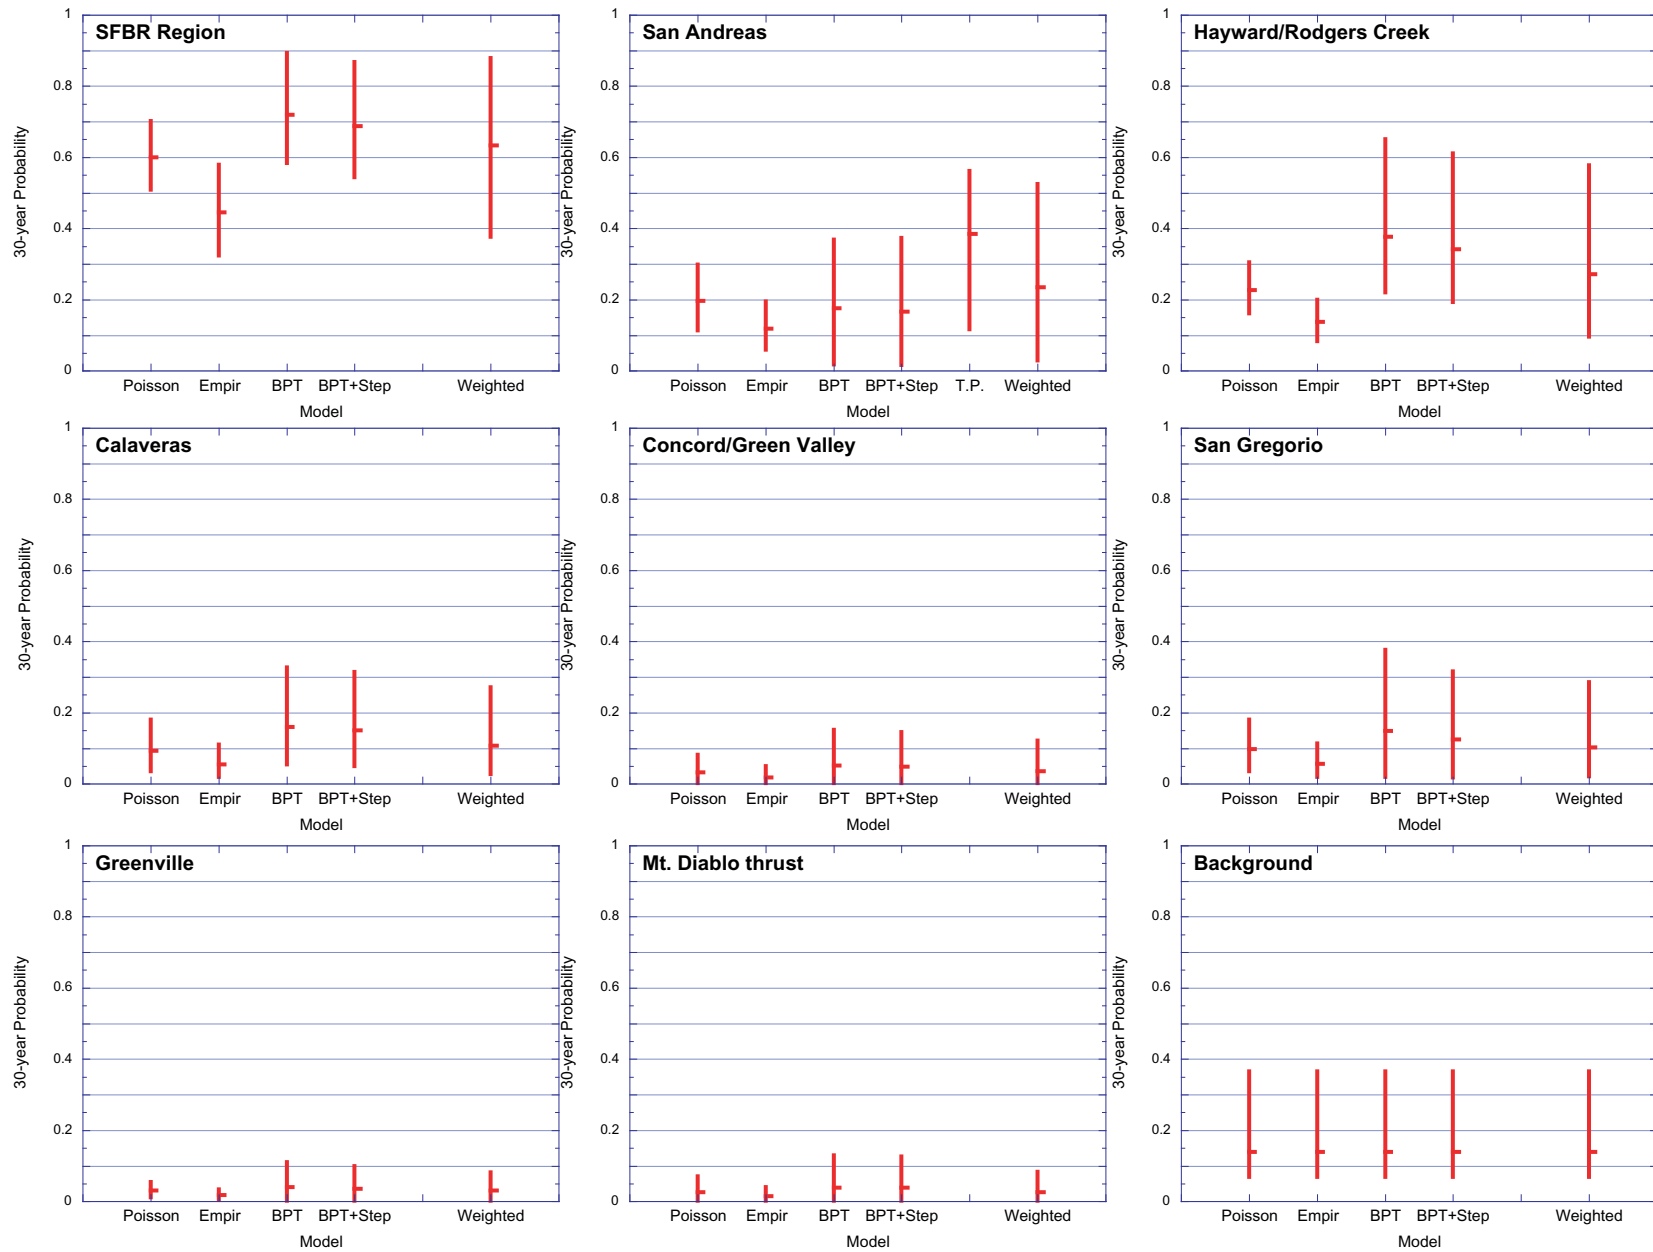 SFBR Region
30-year Probability
1
0.8
0.6
0.4
0.2
0
Poisson Empir BPT BPT+Step Weighted
Model
San Andreas
30-year Probability
1
0.8
0.6
0.4
0.2
0
Poisson Empir BPT BPT+Step T.P. Weighted
Model
Hayward/Rodgers Creek
30-year Probability
1
0.8
0.6
0.4
0.2
0
Poisson Empir BPT BPT+Step Weighted
Model
Calaveras
30-year Probability
1
0.8
0.6
0.4
0.2
0
Poisson Empir BPT BPT+Step Weighted
Model
Concord/Green Valley
30-year Probability
1
0.8
0.6
0.4
0.2
0
Poisson Empir BPT BPT+Step Weighted
Model
San Gregorio
30-year Probability
1
0.8
0.6
0.4
0.2
0
Poisson Empir BPT BPT+Step Weighted
Model
Greenville
30-year Probability
1
0.8
0.6
0.4
0.2
0
Poisson Empir BPT BPT+Step Weighted
Model
Mt. Diablo thrust
30-year Probability
1
0.8
0.6
0.4
0.2
0
Poisson Empir BPT BPT+Step Weighted
Model
Background
30-year Probability
1
0.8
0.6
0.4
0.2
0
Poisson Empir BPT BPT+Step Weighted
Model